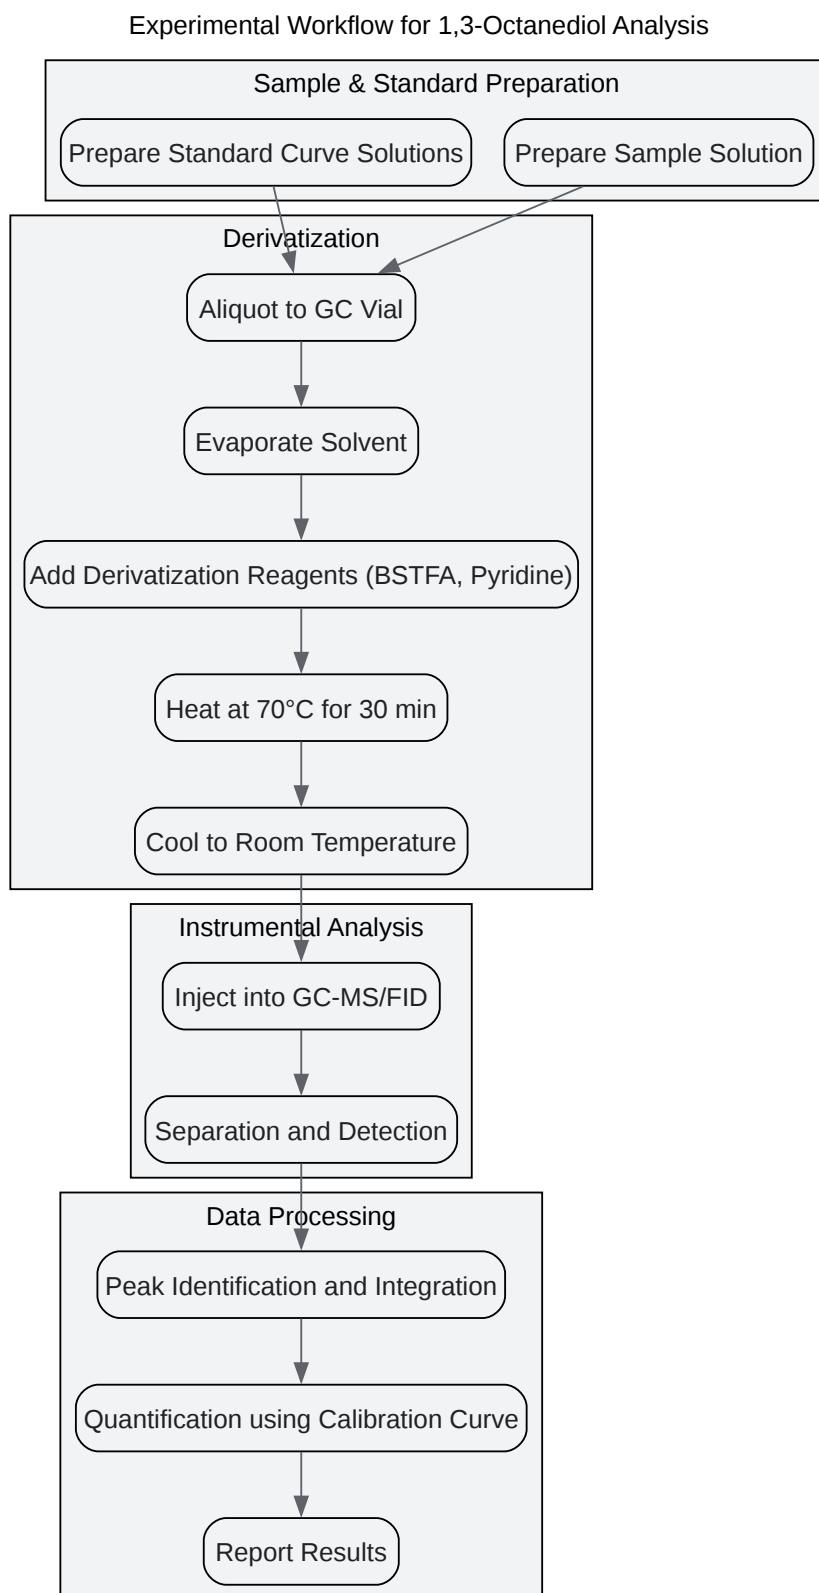 Experimental Workflow for 1,3-Octanediol Analysis
Sample & Standard Preparation
Prepare Standard Curve Solutions
Prepare Sample Solution
Derivatization
Aliquot to GC Vial
Evaporate Solvent
Add Derivatization Reagents (BSTFA, Pyridine)
Heat at 70°C for 30 min
Cool to Room Temperature
Instrumental Analysis
Inject into GC-MS/FID
Separation and Detection
Data Processing
Peak Identification and Integration
Quantification using Calibration Curve
Report Results